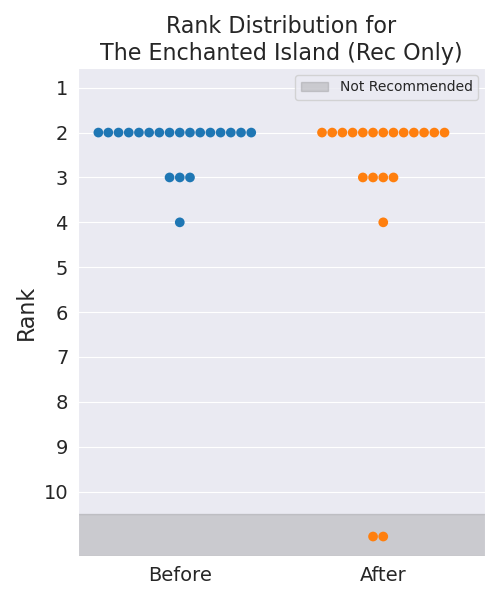 Rank Distribution for
The Enchanted Island (Rec Only)
Not Recommended
1
2
3
4
5
6
7
8
9
10
Rank
Before
After